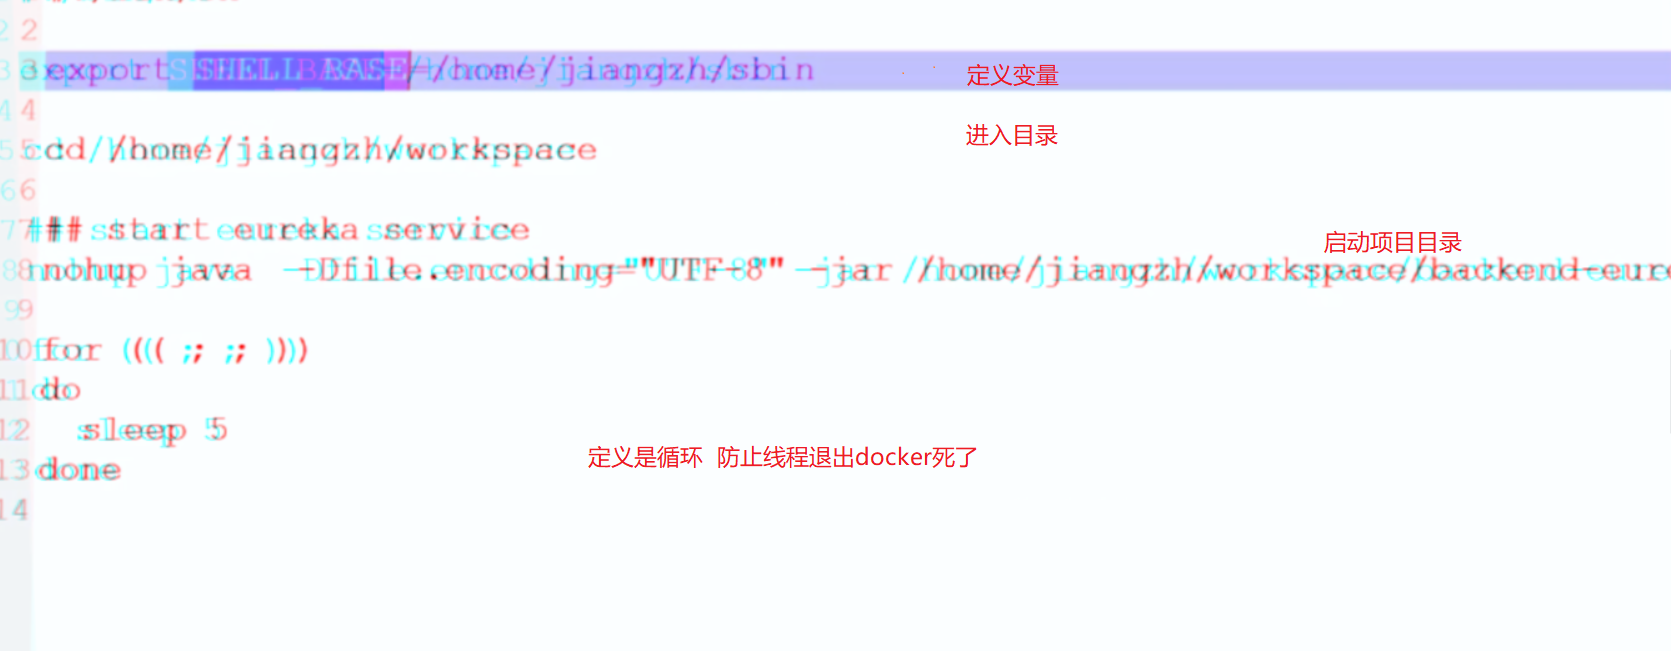 2
3 export SHELL_BASE=/home/jiangzh/sbin 定义变量
4 进入目录
5 cd /home/jiangzh/workspace
6
7 ## start eureka service 启动项目目录
8 nohup java -Dfile.encoding="UTF-8" -jar /home/jiangzh/workspace/backend-eure
9
10 for (( ; ; ))
11 do
12 sleep 5
13 done 定义是循环 防止线程退出docker死了
14